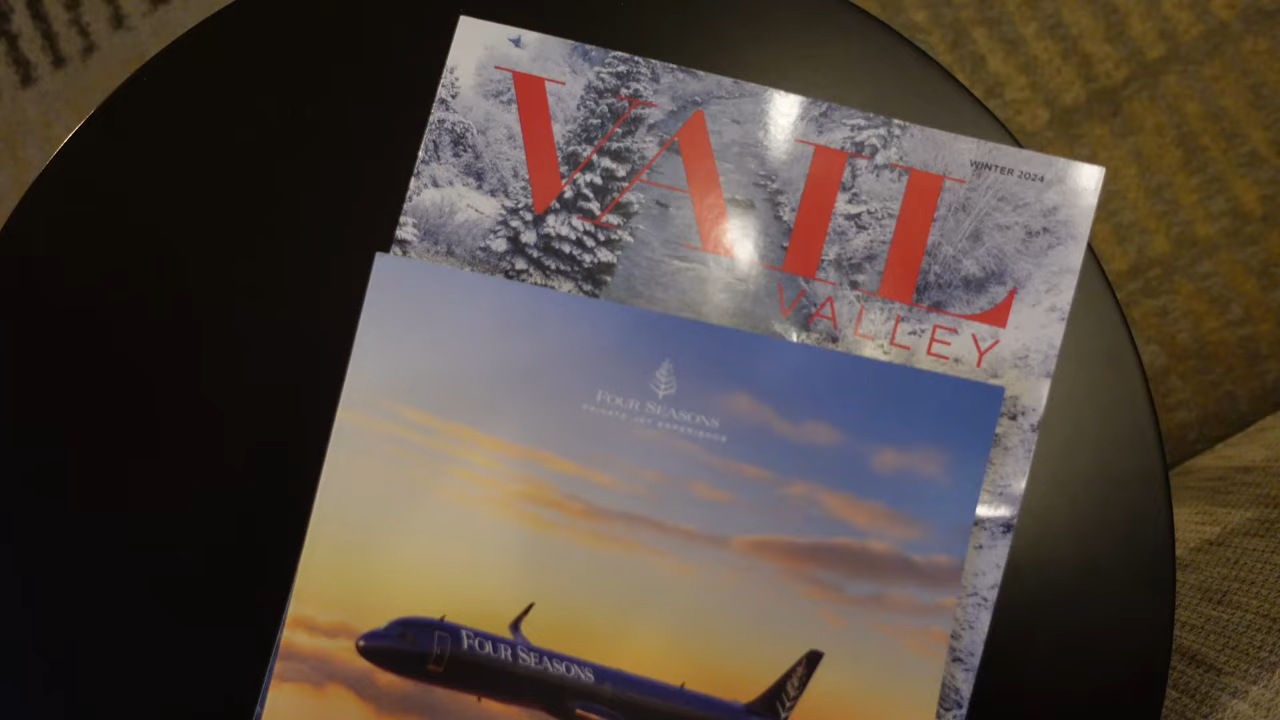 VAIL
WINTER 2024
VALLEY
FOUR SEASONS
PRIVATE JET EXPERIENCE
FOUR SEASONS